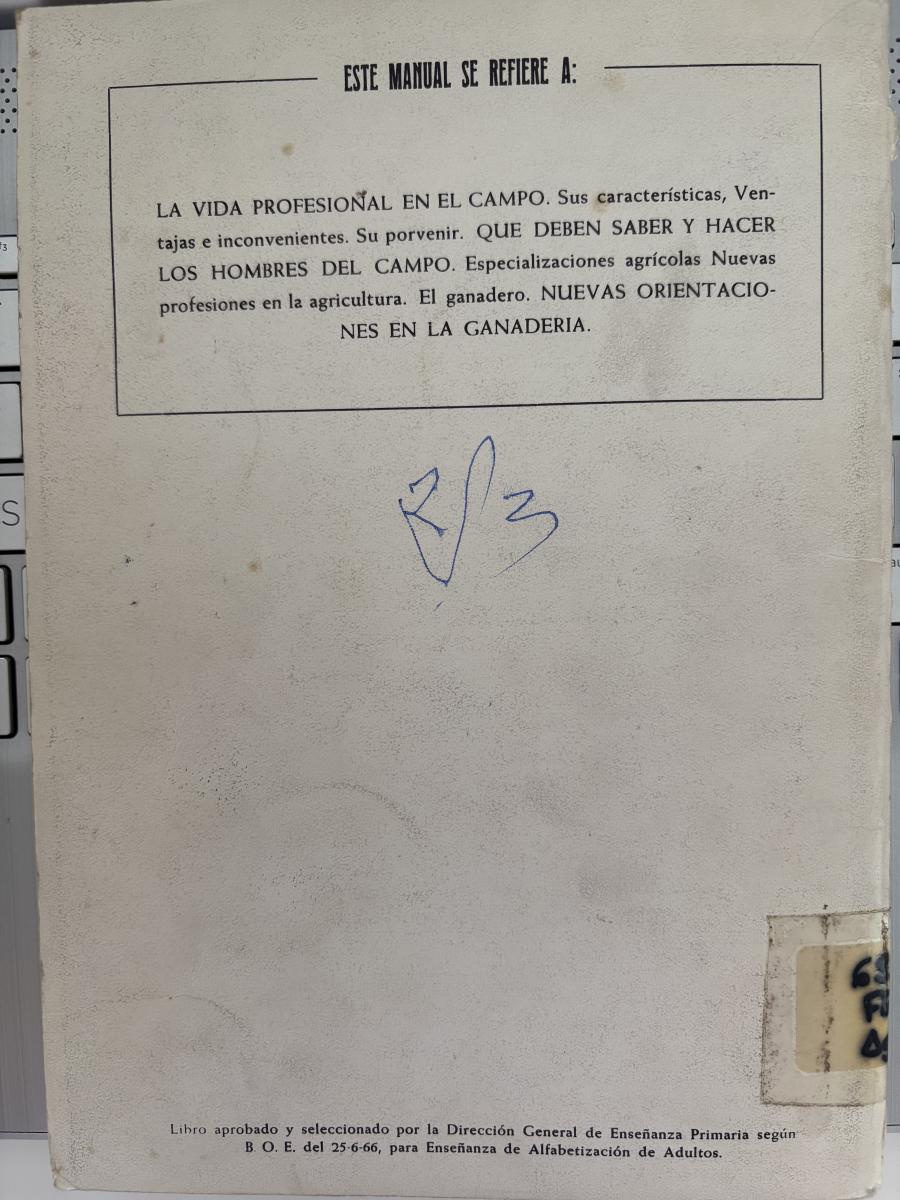 ESTE MANUAL SE REFIERE A:
LA VIDA PROFESIONAL EN EL CAMPO. Sus características, Ven-
tajas e inconvenientes. Su porvenir. QUE DEBEN SABER Y HACER
LOS HOMBRES DEL CAMPO. Especializaciones agrícolas Nuevas
profesiones en la agricultura. El ganadero. NUEVAS ORIENTACIO-
NES EN LA GANADERIA.
Libro aprobado y seleccionado por la Dirección General de Enseñanza Primaria según
B. O. E. del 25-6-66, para Enseñanza de Alfabetización de Adultos.